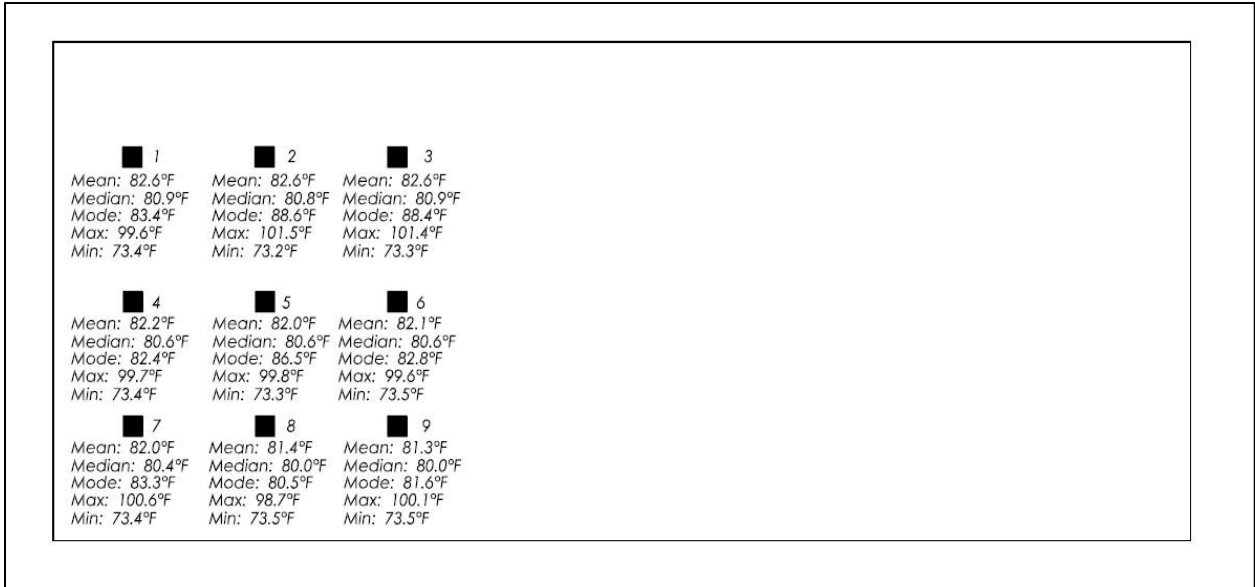 1
Mean: 82.6°F
Median: 80.9°F
Mode: 83.4°F
Max: 99.6°F
Min: 73.4°F
2
Mean: 82.6°F
Median: 80.8°F
Mode: 88.6°F
Max: 101.5°F
Min: 73.2°F
3
Mean: 82.6°F
Median: 80.9°F
Mode: 88.4°F
Max: 101.4°F
Min: 73.3°F
4
Mean: 82.2°F
Median: 80.6°F
Mode: 82.4°F
Max: 99.7°F
Min: 73.4°F
5
Mean: 82.0°F
Median: 80.6°F
Mode: 86.5°F
Max: 99.8°F
Min: 73.3°F
6
Mean: 82.1°F
Median: 80.6°F
Mode: 82.8°F
Max: 99.6°F
Min: 73.5°F
7
Mean: 82.0°F
Median: 80.4°F
Mode: 83.3°F
Max: 100.6°F
Min: 73.4°F
8
Mean: 81.4°F
Median: 80.0°F
Mode: 80.5°F
Max: 98.7°F
Min: 73.5°F
9
Mean: 81.3°F
Median: 80.0°F
Mode: 81.6°F
Max: 100.1°F
Min: 73.5°F